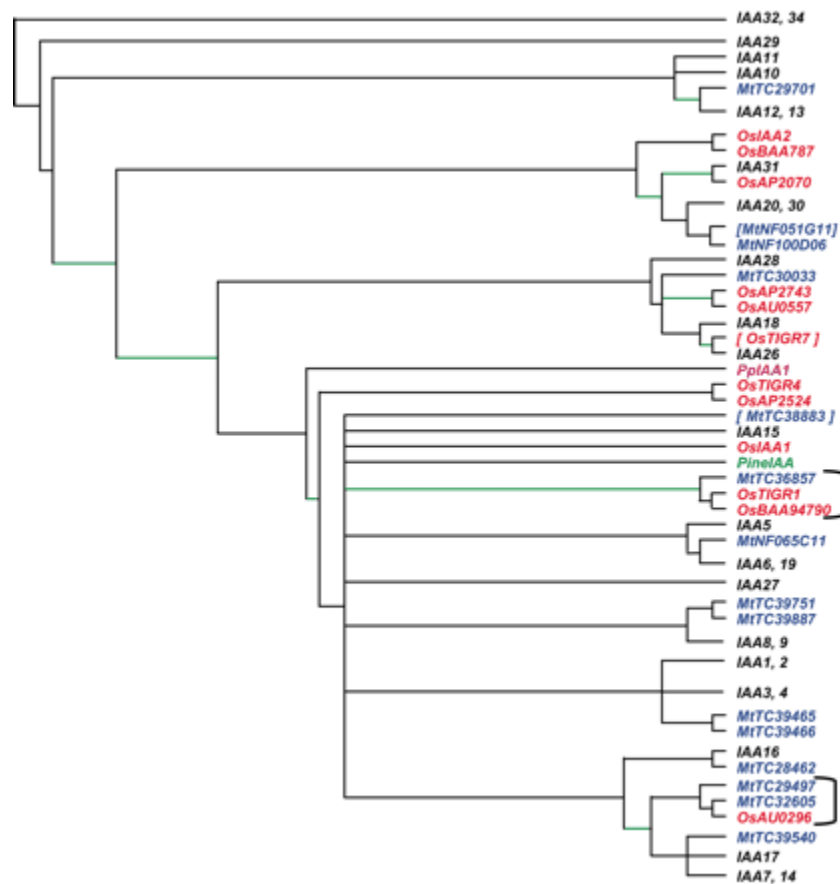 IAA32, 34
IAA29
IAA11
IAA10
MtTC29701
IAA12, 13
OsIAA2
OsBAA787
IAA31
OsAP2070
IAA20, 30
[MtNF051G11]
MtNF100D06
IAA28
MtTC30033
OsAP2743
OsAU0557
IAA18
[ OsTIGR7 ]
IAA26
PpIAA1
OsTIGR4
OsAP2524
[ MtTC38883 ]
IAA15
OsIAA1
PineIAA
MtTC36857
OsTIGR1
OsBAA94790
IAA5
MtNF065C11
IAA6, 19
IAA27
MtTC39751
MtTC39887
IAA8, 9
IAA1, 2
IAA3, 4
MtTC39465
MtTC39466
IAA16
MtTC28462
MtTC29497
MtTC32605
OsAU0296
MtTC39540
IAA17
IAA7, 14